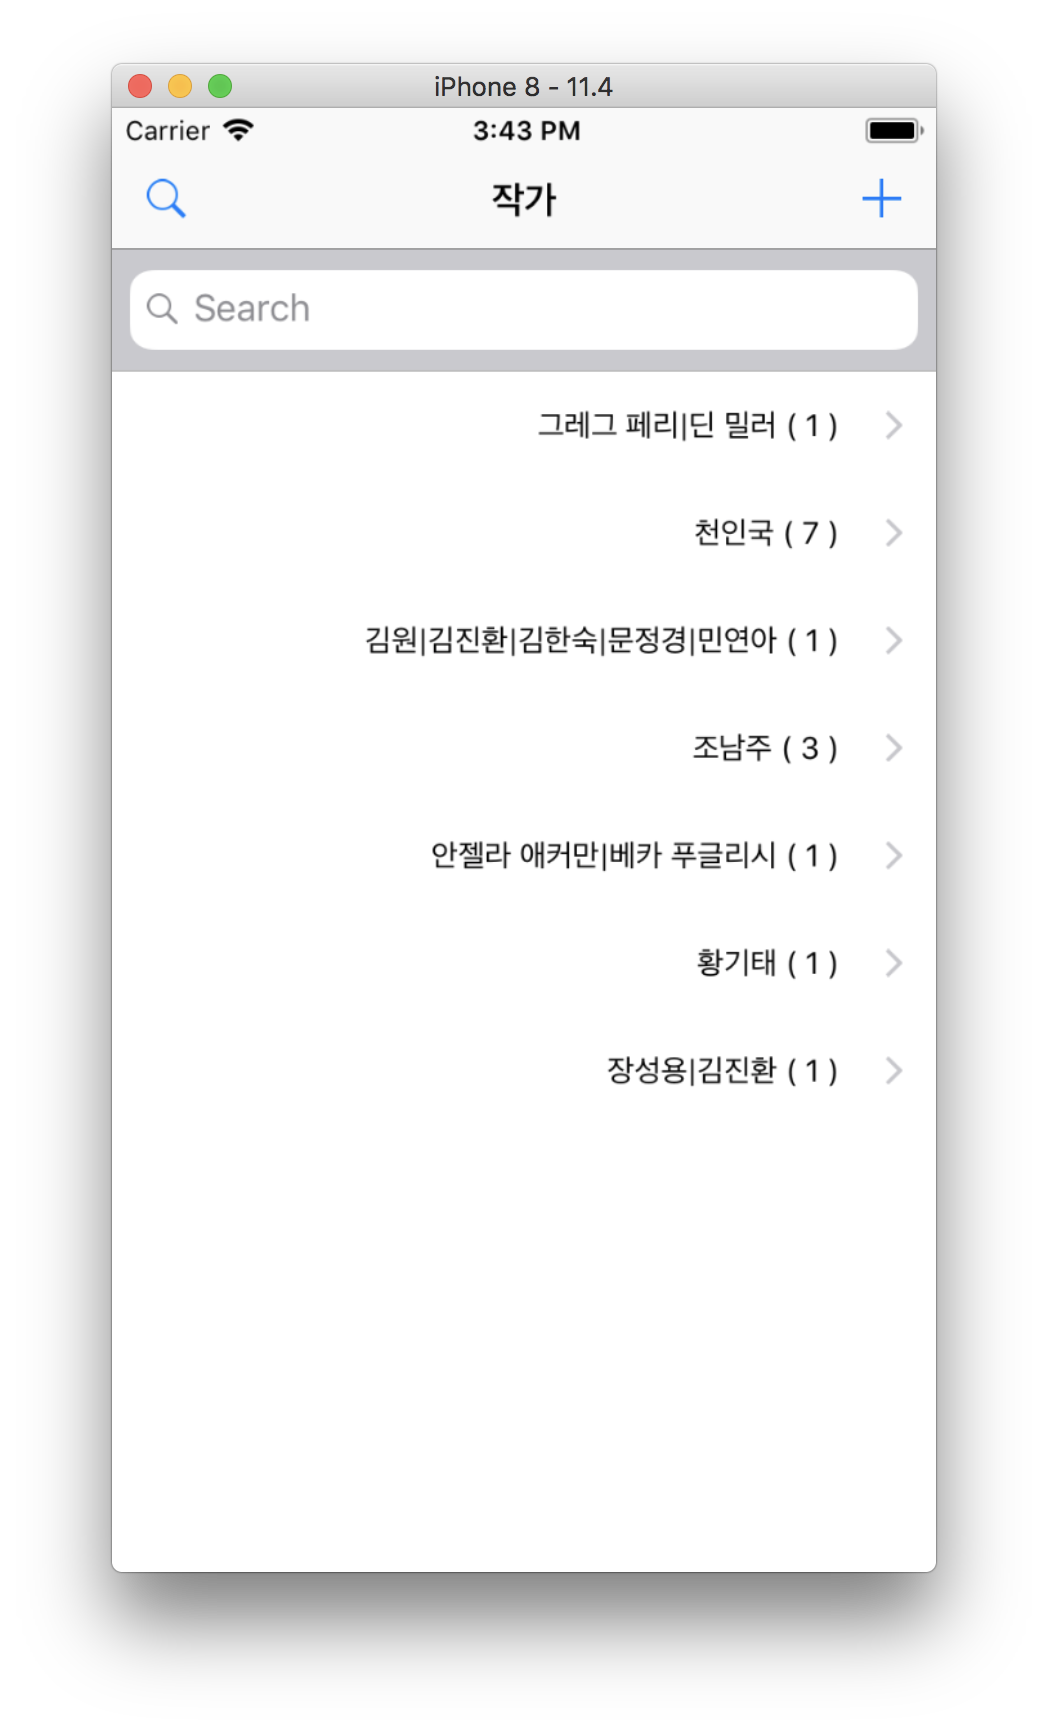 iPhone 8 - 11.4
Carrier 3:43 PM
작가
Search
그레그 페리|딘 밀러 ( 1 )
천인국 ( 7 )
김원|김진환|김한숙|문정경|민연아 ( 1 )
조남주 ( 3 )
안젤라 애커만|베카 푸글리시 ( 1 )
황기태 ( 1 )
장성용|김진환 ( 1 )